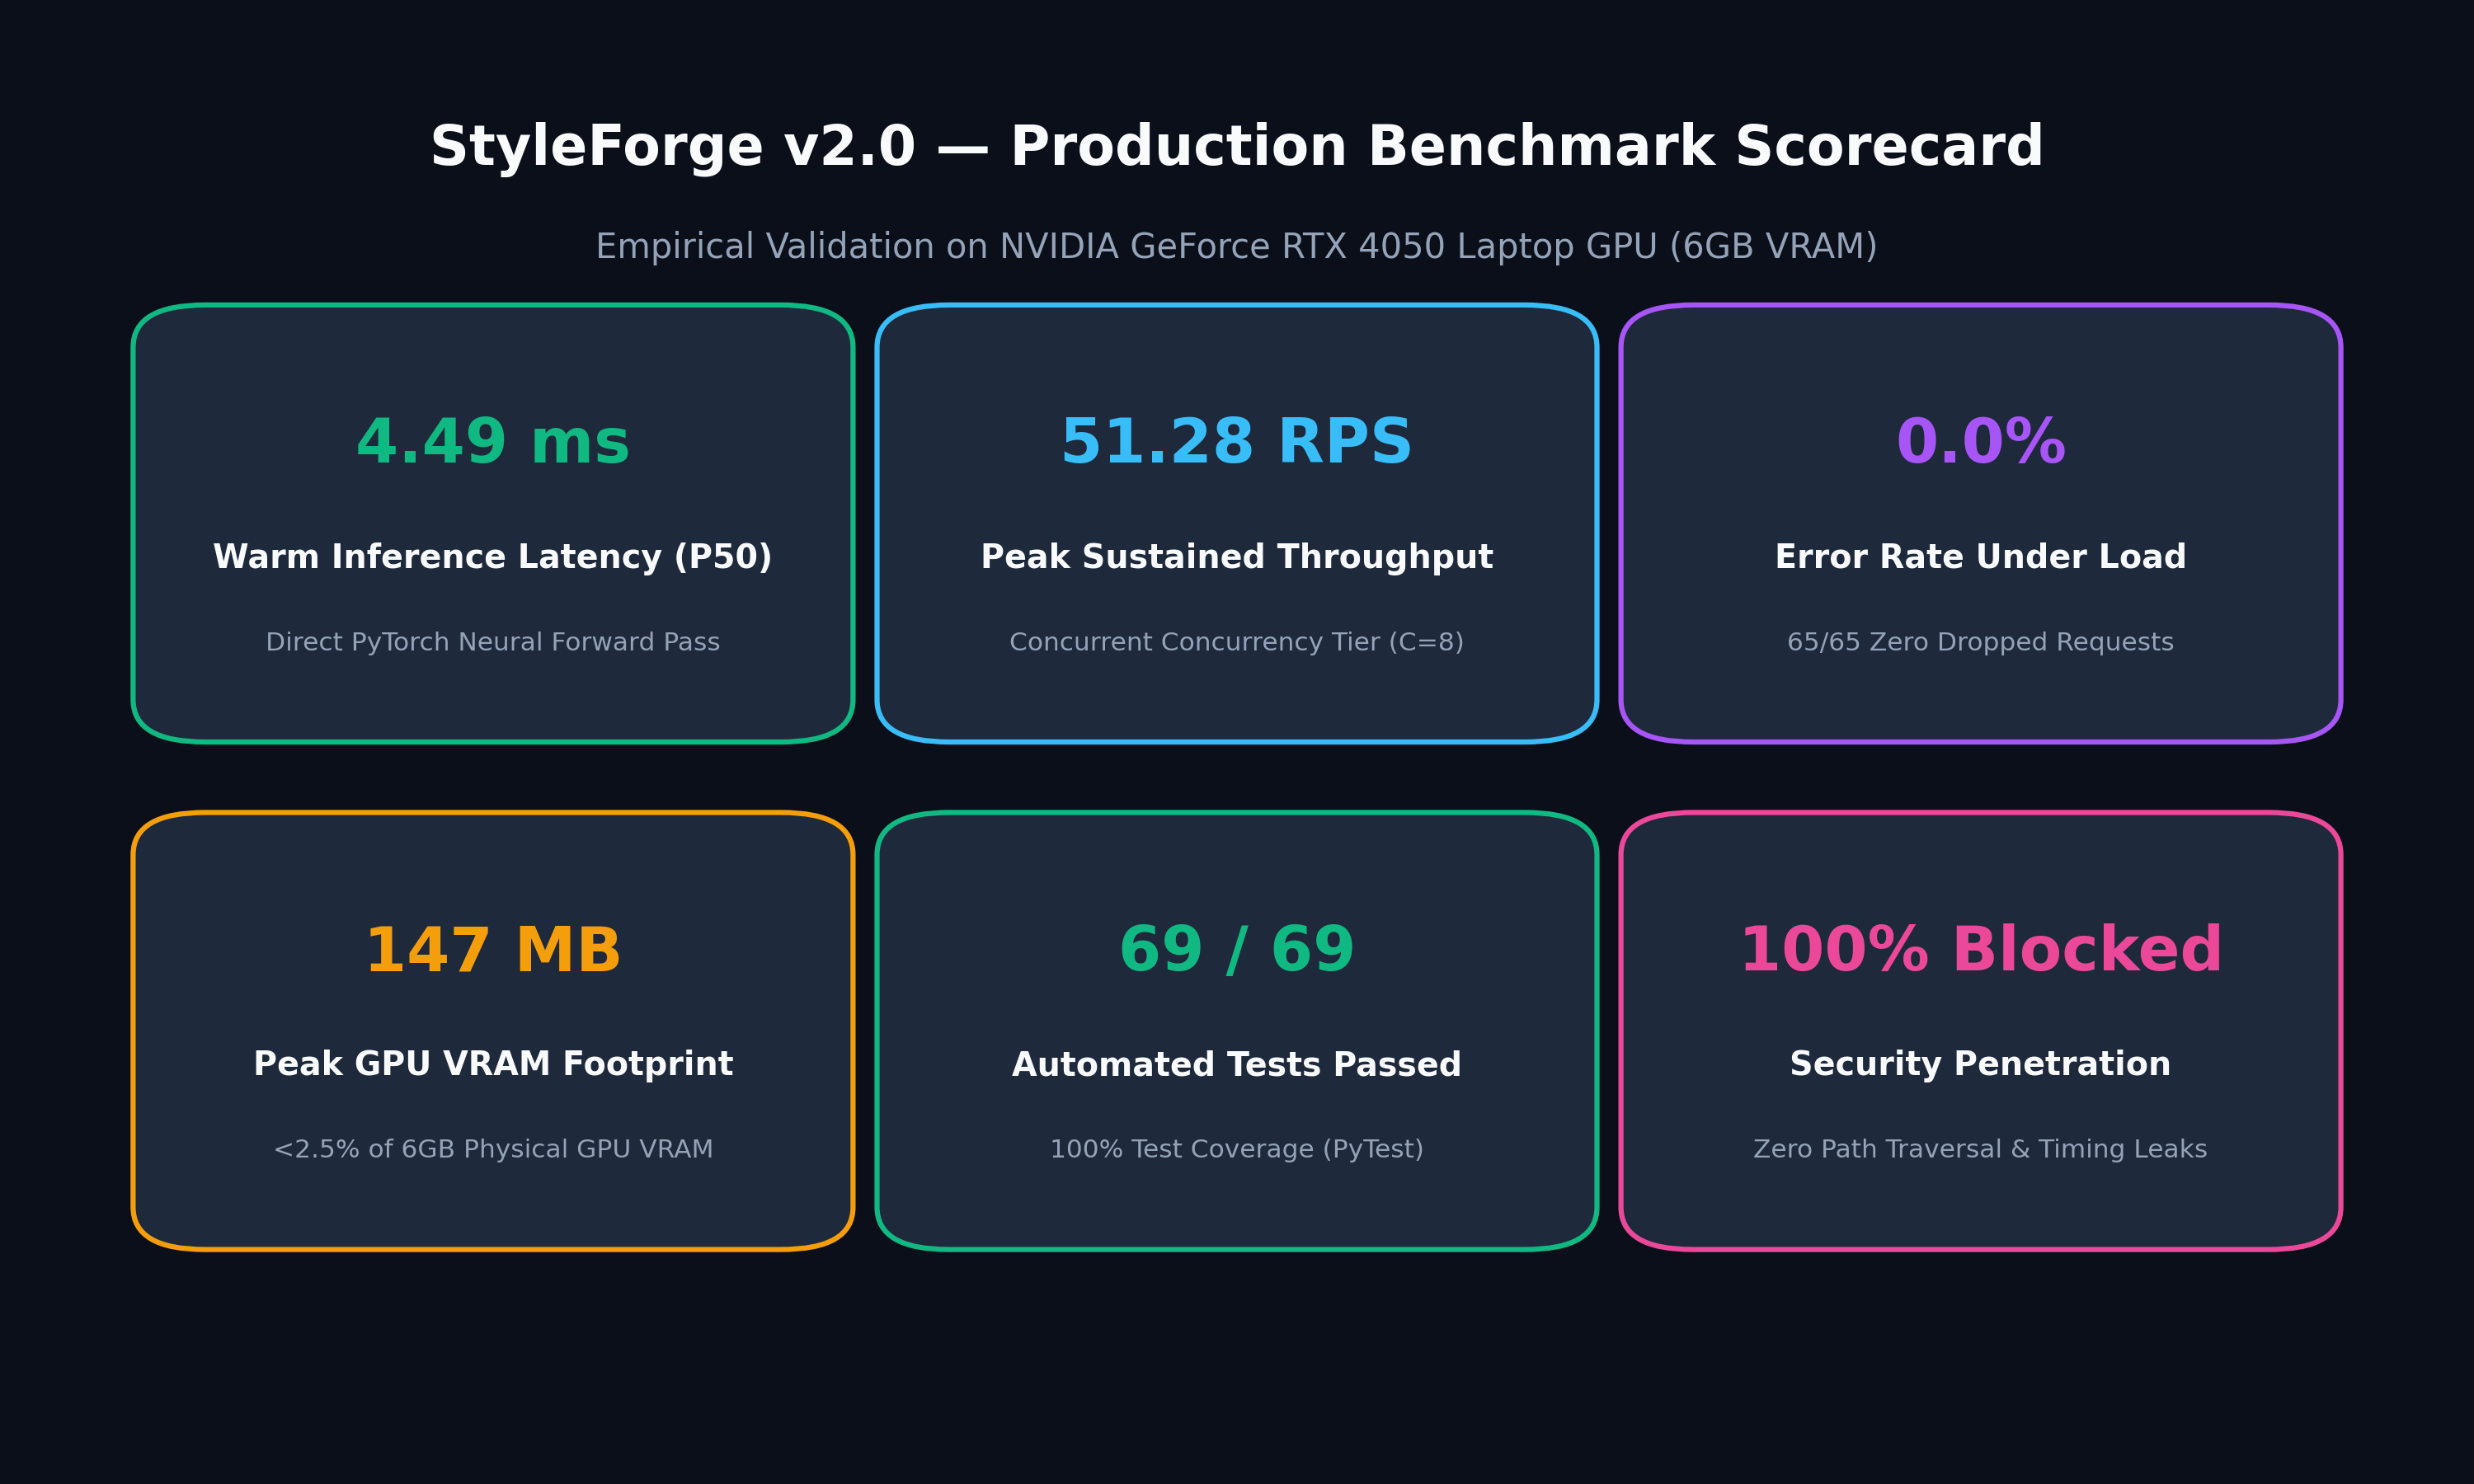 StyleForge v2.0 — Production Benchmark Scorecard
Empirical Validation on NVIDIA GeForce RTX 4050 Laptop GPU (6GB VRAM)
4.49 ms
Warm Inference Latency (P50)
Direct PyTorch Neural Forward Pass
51.28 RPS
Peak Sustained Throughput
Concurrent Concurrency Tier (C=8)
0.0%
Error Rate Under Load
65/65 Zero Dropped Requests
147 MB
Peak GPU VRAM Footprint
<2.5% of 6GB Physical GPU VRAM
69 / 69
Automated Tests Passed
100% Test Coverage (PyTest)
100% Blocked
Security Penetration
Zero Path Traversal & Timing Leaks